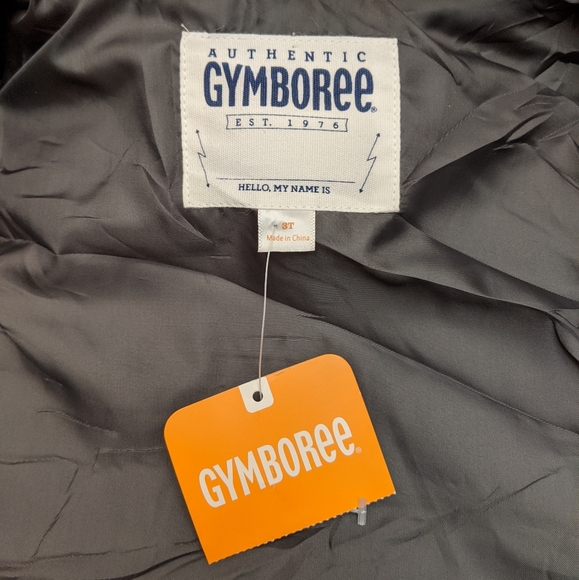 AUTHENTIC
GYMBOREE®
EST. 1976
HELLO, MY NAME IS
3T
Made in China
GYMBOREE®